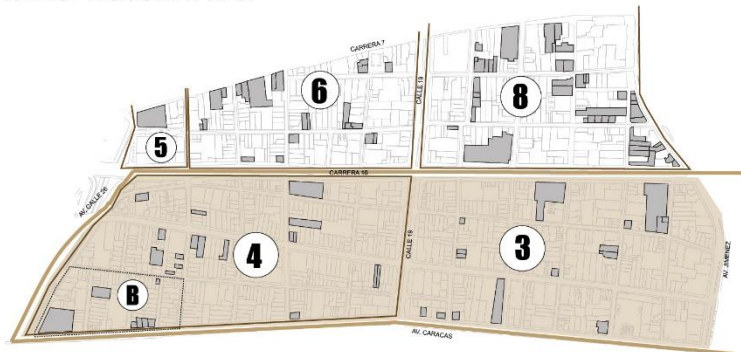 CARRERA 7
6
CALLE 19
8
5
CARRERA 10
AV. CALLE 26
4
CALLE 19
3
AV. JIMENEZ
B
AV. CARACAS